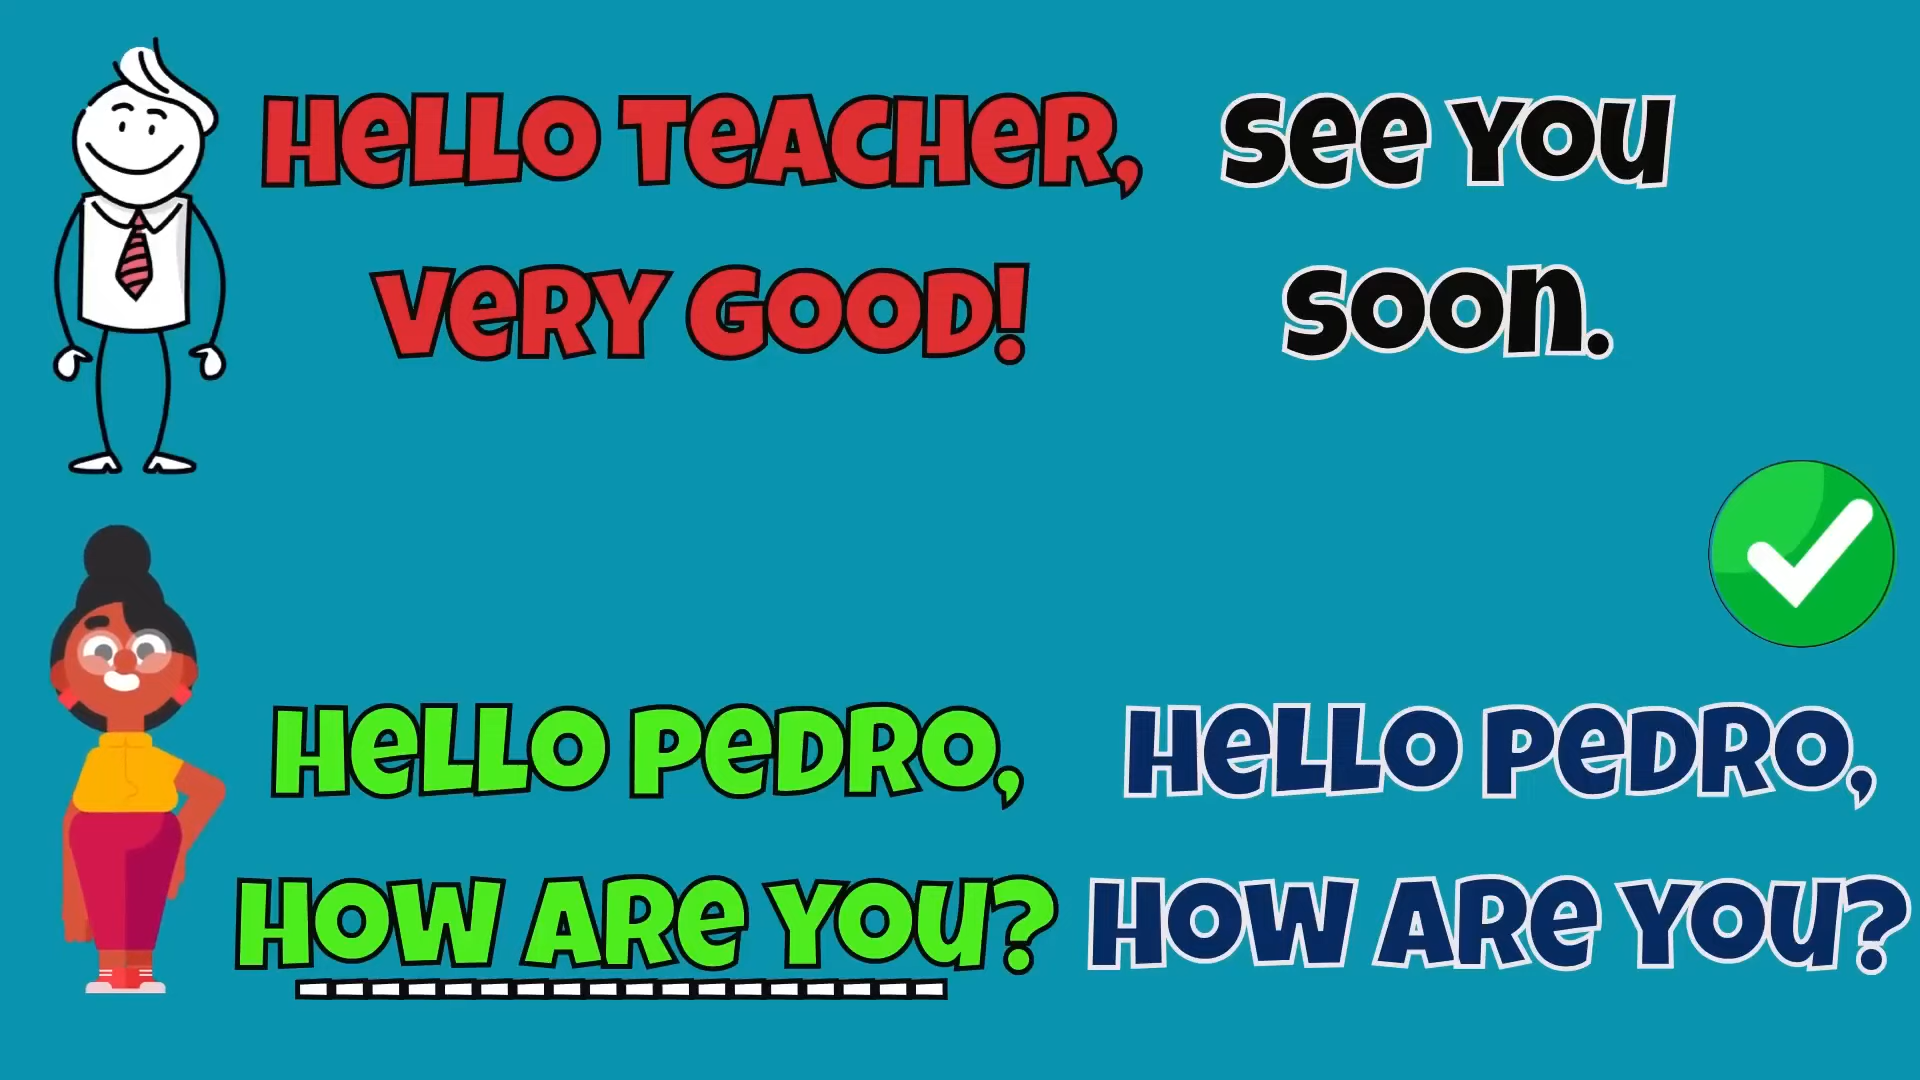 Hello Teacher,
very good!
see you
soon.
Hello Pedro,
How are you?
Hello Pedro,
How are you?